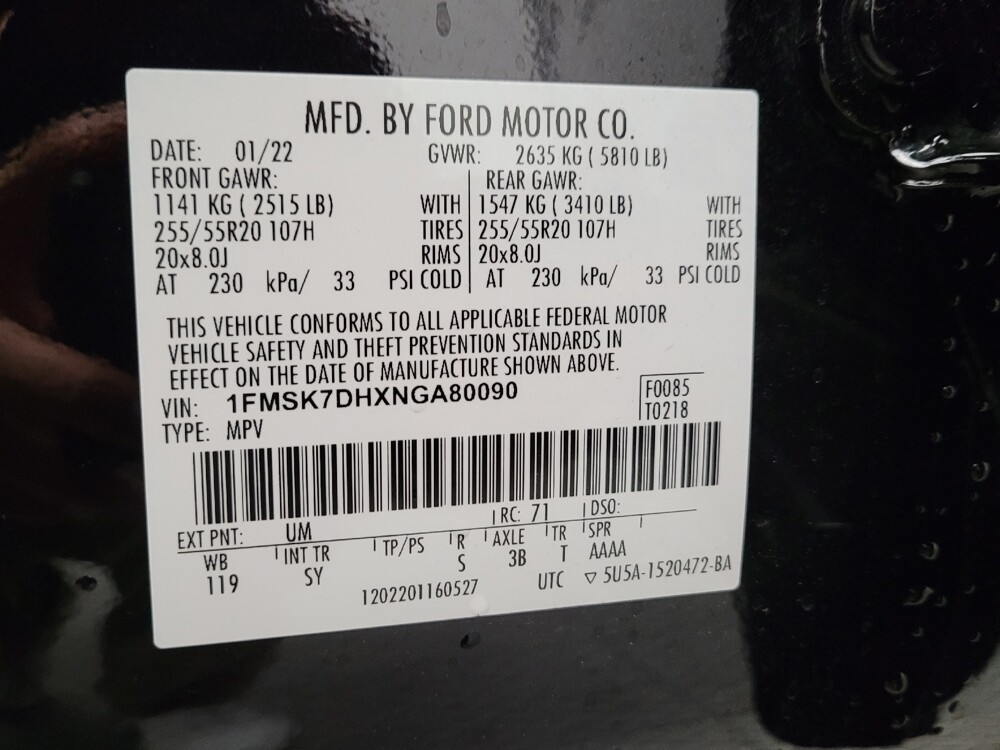 MFD. BY FORD MOTOR CO.
DATE: 01/22 GVWR: 2635 KG ( 5810 LB)
FRONT GAWR: REAR GAWR:
1141 KG ( 2515 LB) WITH 1547 KG ( 3410 LB) WITH
255/55R20 107H TIRES 255/55R20 107H TIRES
20x8.0J RIMS 20x8.0J RIMS
AT 230 kPa/ 33 PSI COLD AT 230 kPa/ 33 PSI COLD
THIS VEHICLE CONFORMS TO ALL APPLICABLE FEDERAL MOTOR
VEHICLE SAFETY AND THEFT PREVENTION STANDARDS IN
EFFECT ON THE DATE OF MANUFACTURE SHOWN ABOVE.
VIN: 1FMSK7DHXNGA80090 F0085
TYPE: MPV T0218
EXT PNT: UM RC: 71 DSO:
WB INT TR TP/PS R AXLE TR SPR
119 SY S 3B T AAAA
1202201160527 UTC ▽ 5U5A-1520472-BA